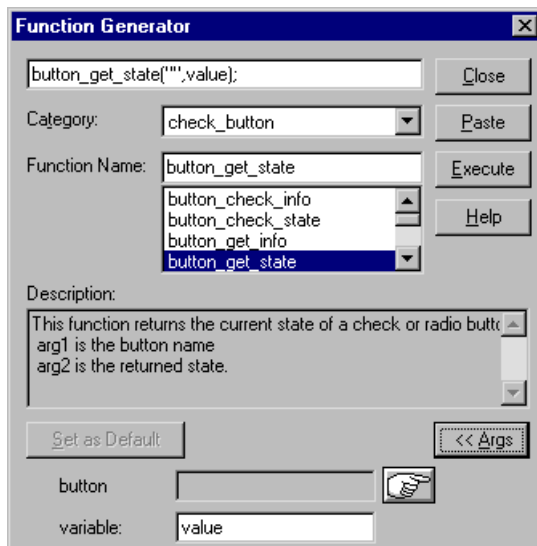 Function Generator
button_get_state("",value);
Close
Category:
check_button
Paste
Function Name:
button_get_state
Execute
button_check_info
button_check_state
button_get_info
button_get_state
Help
Description:
This function returns the current state of a check or radio butto
arg1 is the button name
arg2 is the returned state.
Set as Default
<< Args
button
variable:
value